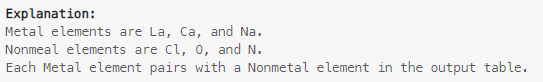 Explanation:
Metal elements are La, Ca, and Na.
Nonmeal elements are Cl, O, and N.
Each Metal element pairs with a Nonmetal element in the output table.